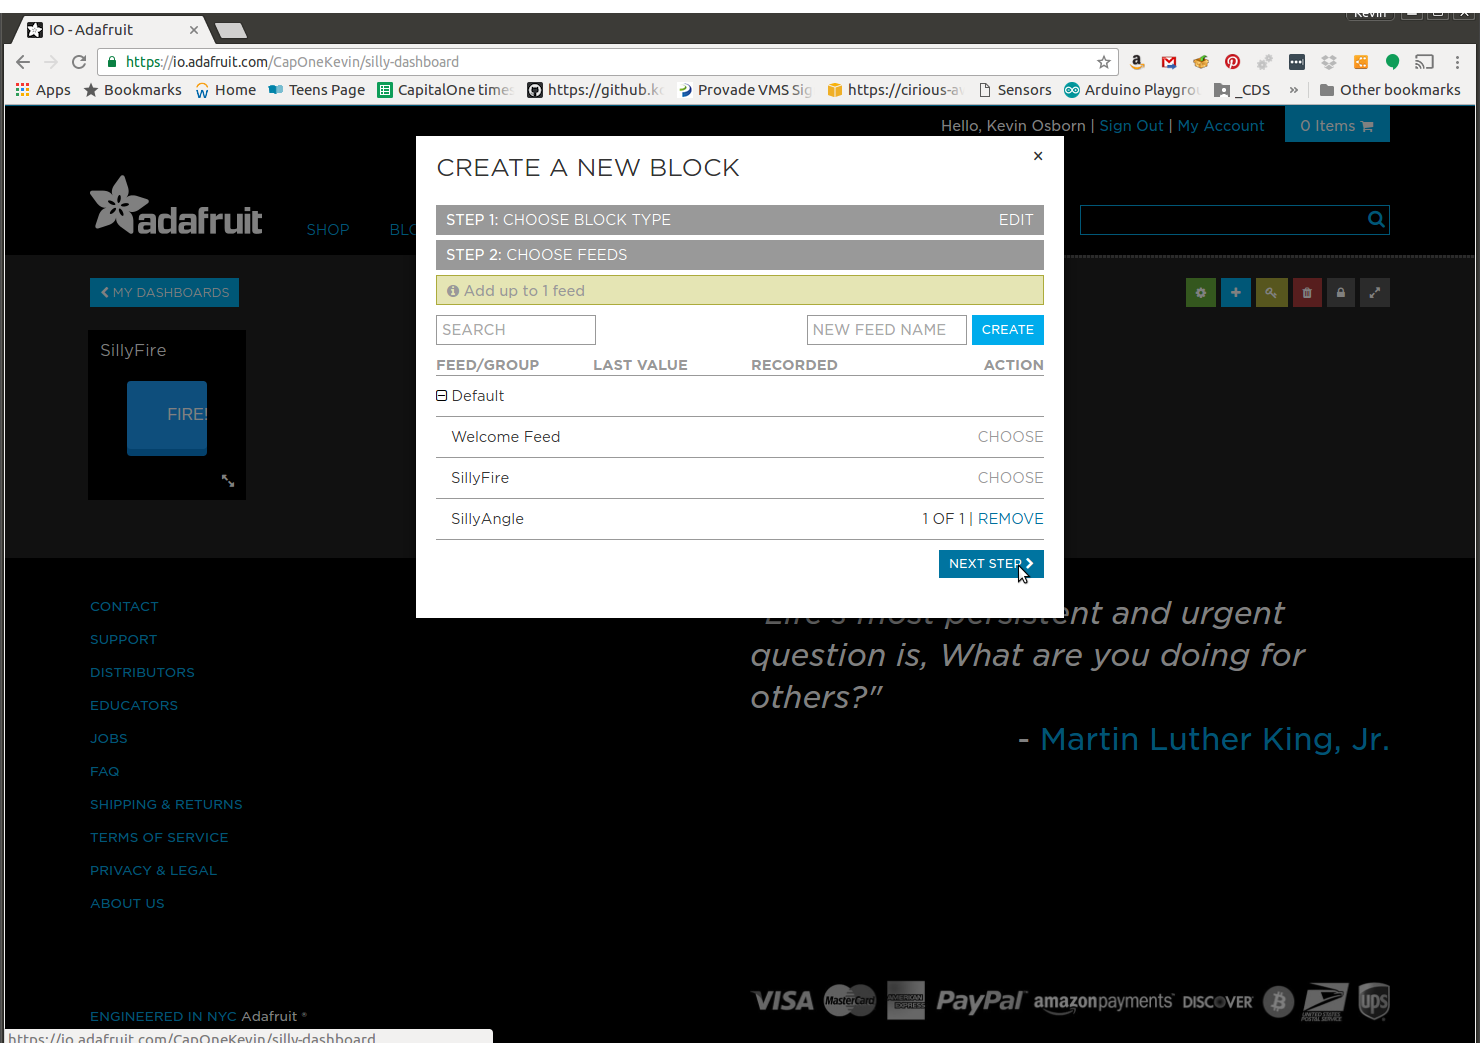 Kevin
IO - Adafruit
https://io.adafruit.com/CapOneKevin/silly-dashboard
Apps Bookmarks Home Teens Page CapitalOne time https://github.k Provade VMS Sig https://cirious-a Sensors Arduino Playgro _CDS » Other bookmarks
Hello, Kevin Osborn | Sign Out | My Account 0 Items
adafruit
SHOP BLO
MY DASHBOARDS
SillyFire
FIRE!
CREATE A NEW BLOCK
STEP 1: CHOOSE BLOCK TYPE EDIT
STEP 2: CHOOSE FEEDS
Add up to 1 feed
SEARCH NEW FEED NAME CREATE
FEED/GROUP LAST VALUE RECORDED ACTION
Default
Welcome Feed CHOOSE
SillyFire CHOOSE
SillyAngle 1 OF 1 | REMOVE
NEXT STEP
"Life's most persistent and urgent
question is, What are you doing for
others?"
- Martin Luther King, Jr.
CONTACT
SUPPORT
DISTRIBUTORS
EDUCATORS
JOBS
FAQ
SHIPPING & RETURNS
TERMS OF SERVICE
PRIVACY & LEGAL
ABOUT US
VISA MasterCard AMERICAN EXPRESS PayPal amazonpayments DISCOVER UNITED STATES POSTAL SERVICE ups
ENGINEERED IN NYC Adafruit ®
https://io.adafruit.com/CapOneKevin/silly-dashboard